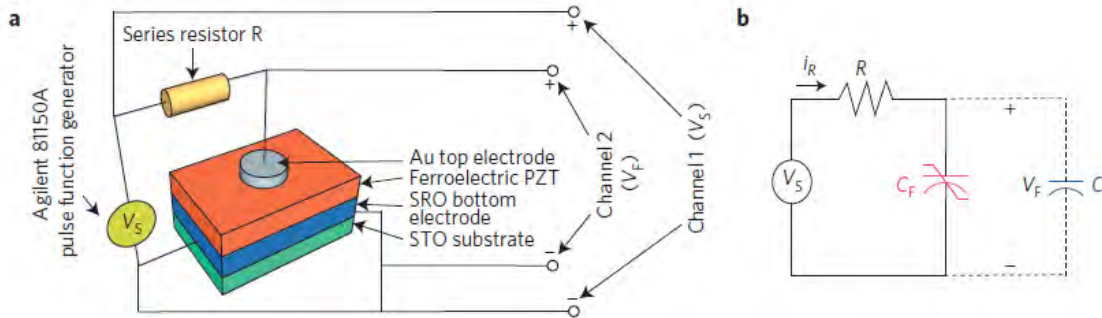 a
Series resistor R
Agilent 81150A
pulse function generator
V_S
+
+
Au top electrode
Ferroelectric PZT
SRO bottom
electrode
STO substrate
−
−
Channel 2
(V_F)
Channel 1 (V_S)
b
i_R
R
V_S
C_F
+
V_F
C
−